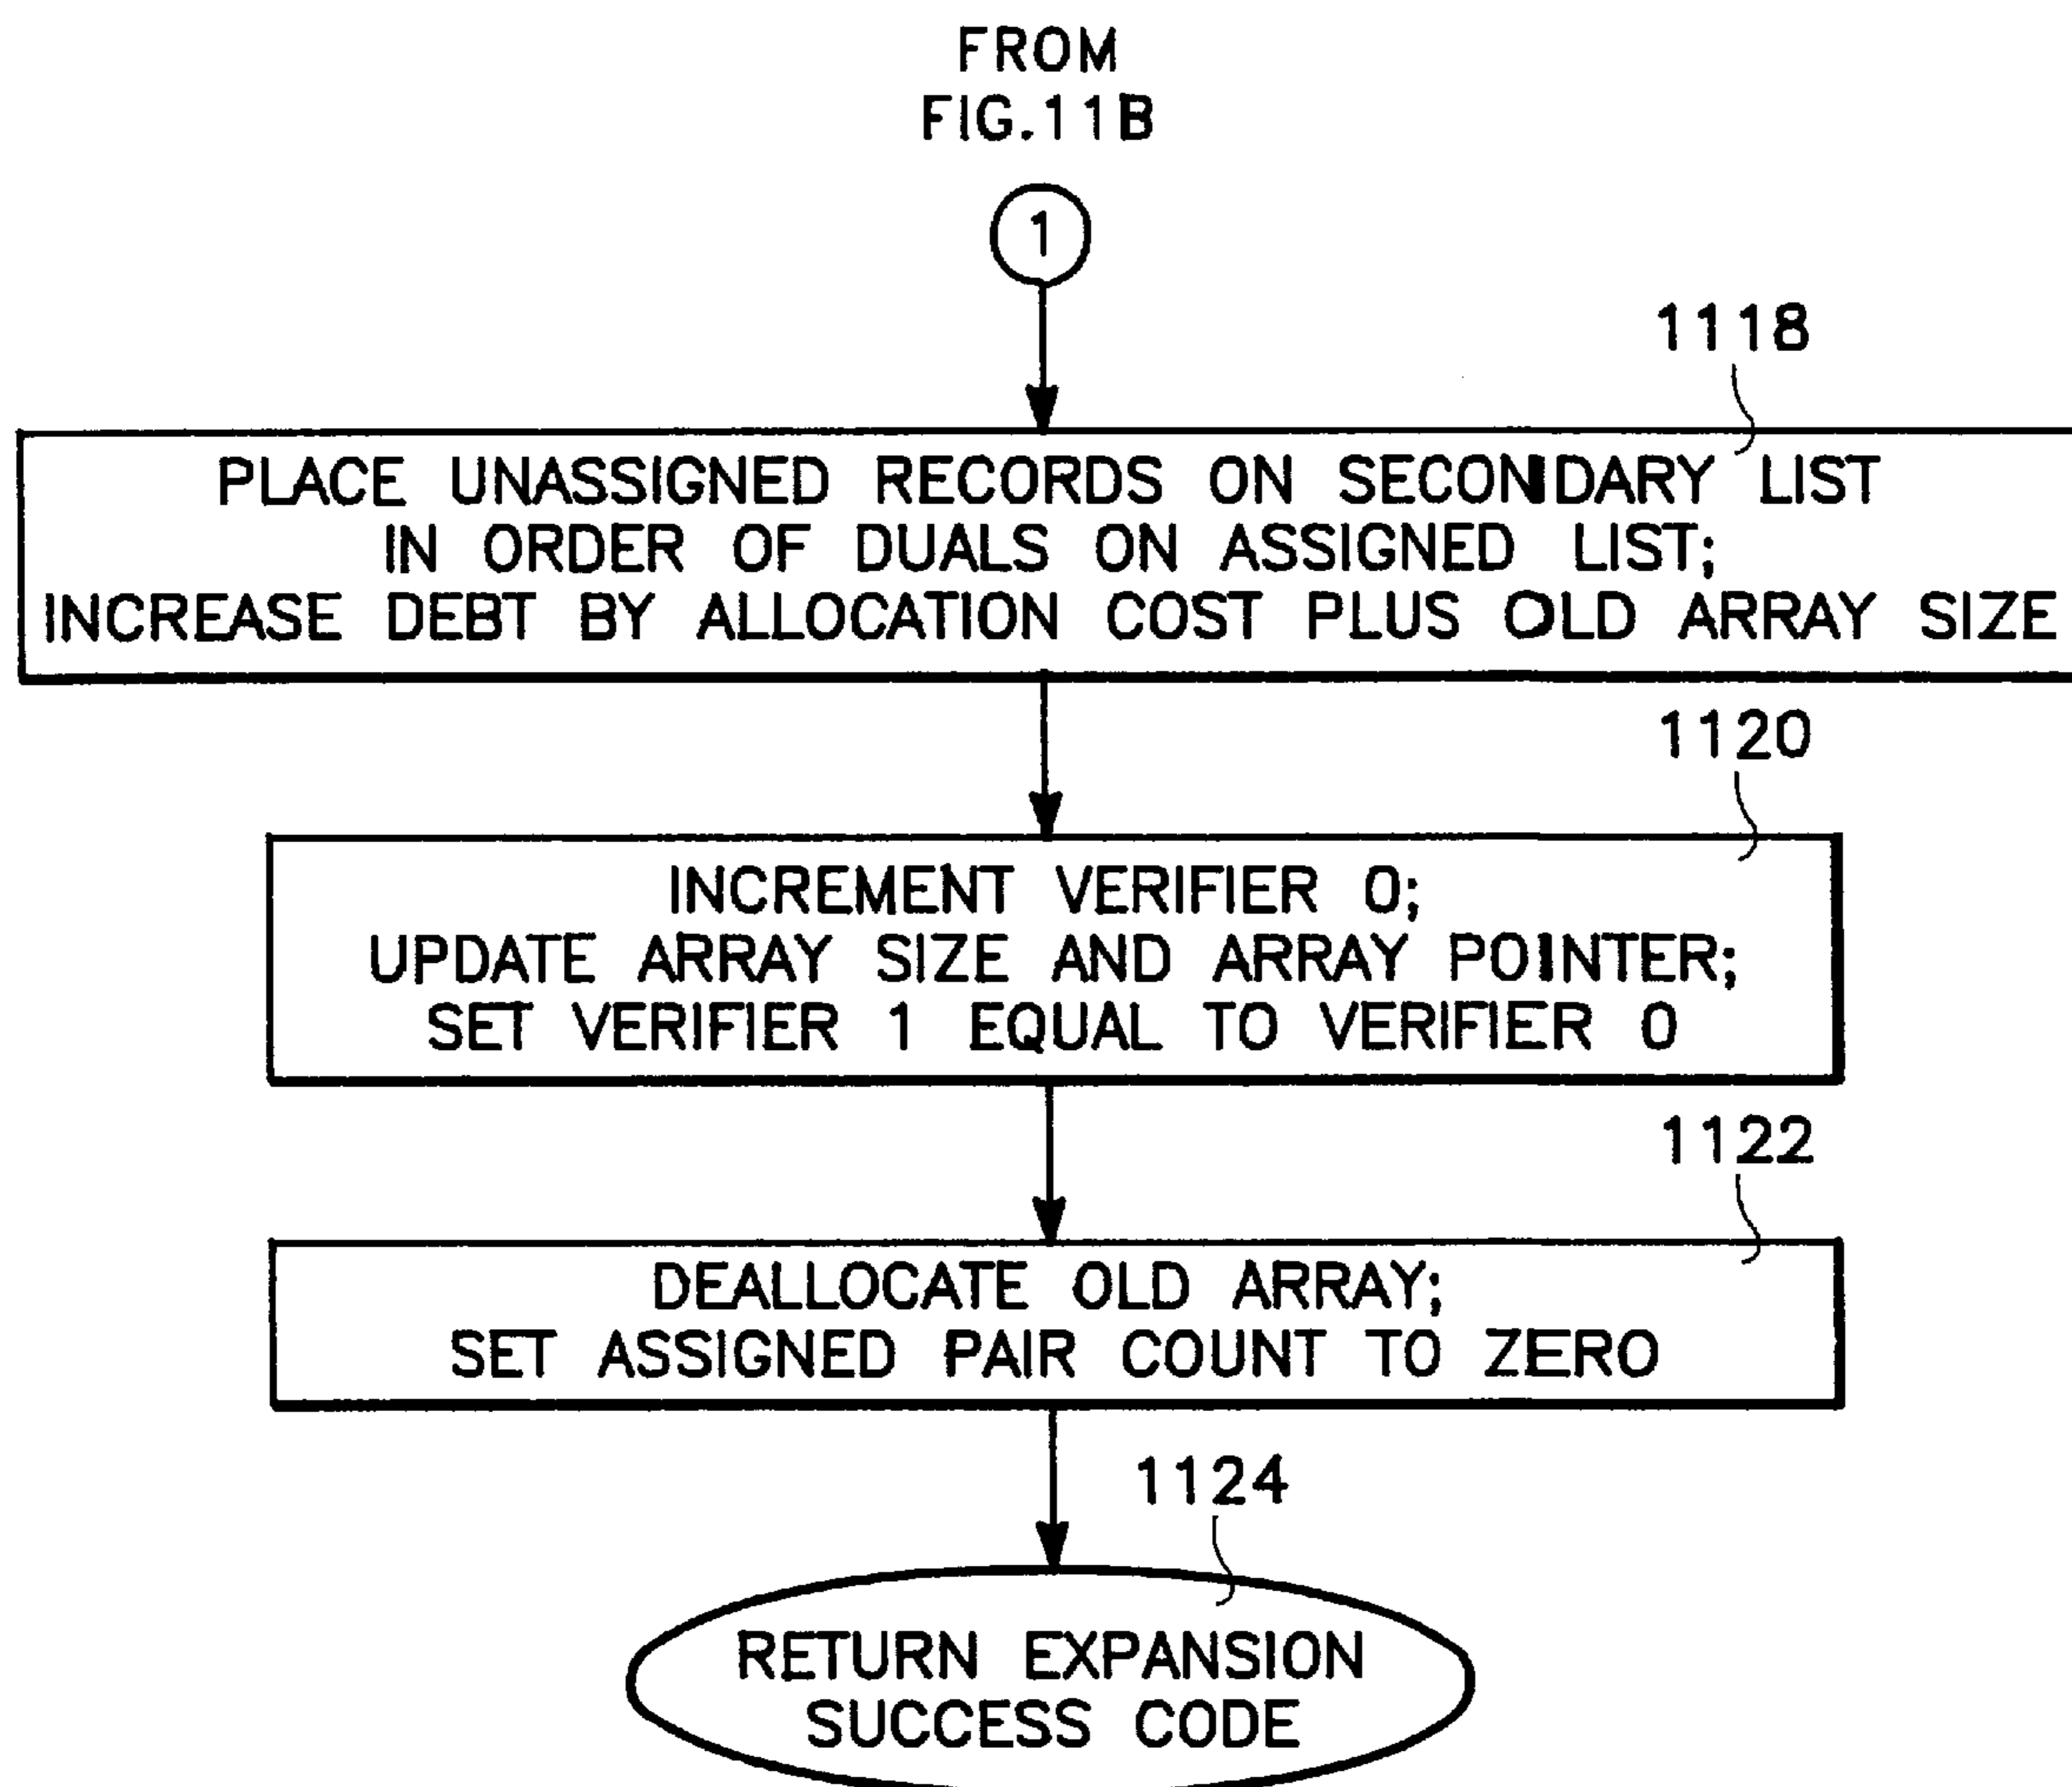 FROM
FIG.11B
1
1118
PLACE UNASSIGNED RECORDS ON SECONDARY LIST
IN ORDER OF DUALS ON ASSIGNED LIST;
INCREASE DEBT BY ALLOCATION COST PLUS OLD ARRAY SIZE
1120
INCREMENT VERIFIER 0;
UPDATE ARRAY SIZE AND ARRAY POINTER;
SET VERIFIER 1 EQUAL TO VERIFIER 0
1122
DEALLOCATE OLD ARRAY;
SET ASSIGNED PAIR COUNT TO ZERO
1124
RETURN EXPANSION
SUCCESS CODE